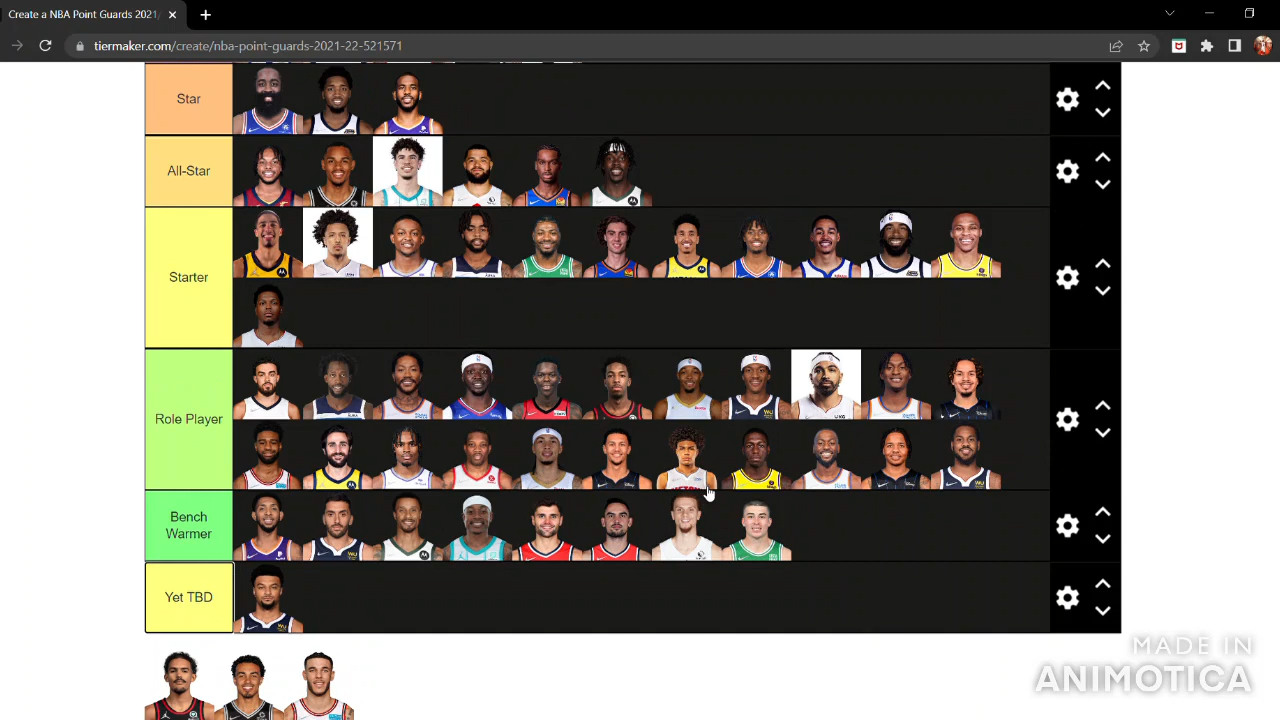 Create a NBA Point Guards 2021/
tiermaker.com/create/nba-point-guards-2021-22-521571
Star
All-Star
Starter
Role Player
Bench
Warmer
Yet TBD
MADE IN
ANIMOTICA